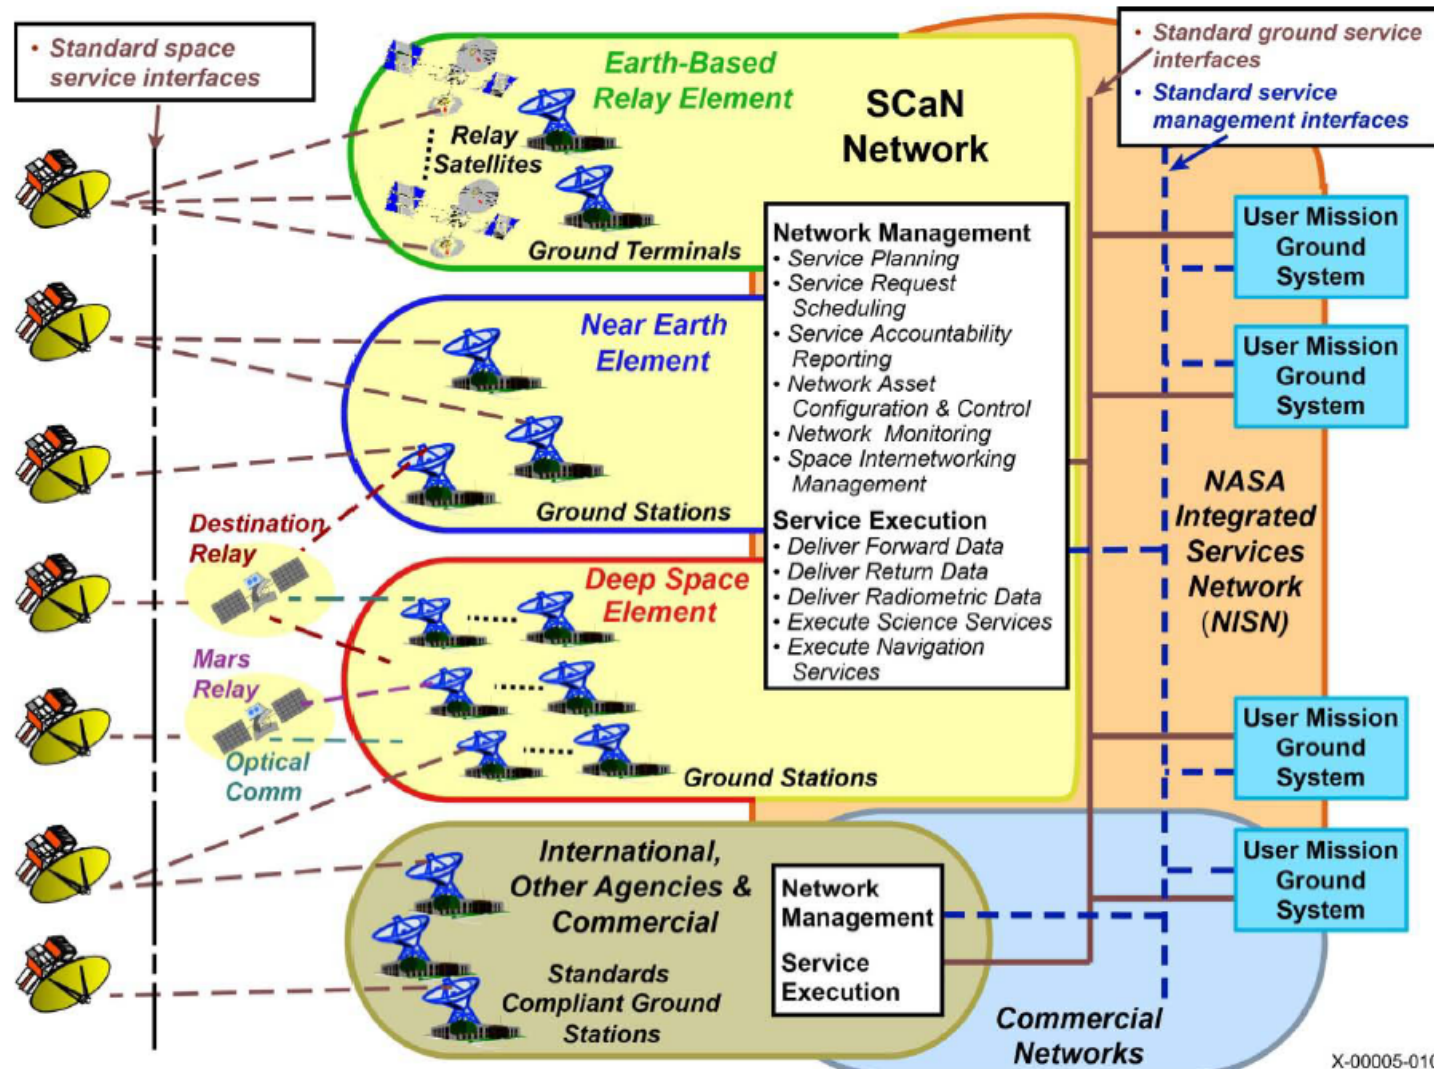 • Standard space
service interfaces
Earth-Based
Relay Element
Relay
Satellites
Ground Terminals
SCaN
Network
• Standard ground service
interfaces
• Standard service
management interfaces
Near Earth
Element
Ground Stations
Destination
Relay
Deep Space
Element
Mars
Relay
Optical
Comm
Ground Stations
Network Management
• Service Planning
• Service Request
Scheduling
• Service Accountability
Reporting
• Network Asset
Configuration & Control
• Network Monitoring
• Space Internetworking
Management
Service Execution
• Deliver Forward Data
• Deliver Return Data
• Deliver Radiometric Data
• Execute Science Services
• Execute Navigation
Services
User Mission
Ground
System
User Mission
Ground
System
NASA
Integrated
Services
Network
(NISN)
User Mission
Ground
System
User Mission
Ground
System
International,
Other Agencies &
Commercial
Standards
Compliant Ground
Stations
Network
Management
Service
Execution
Commercial
Networks
X-00005-010